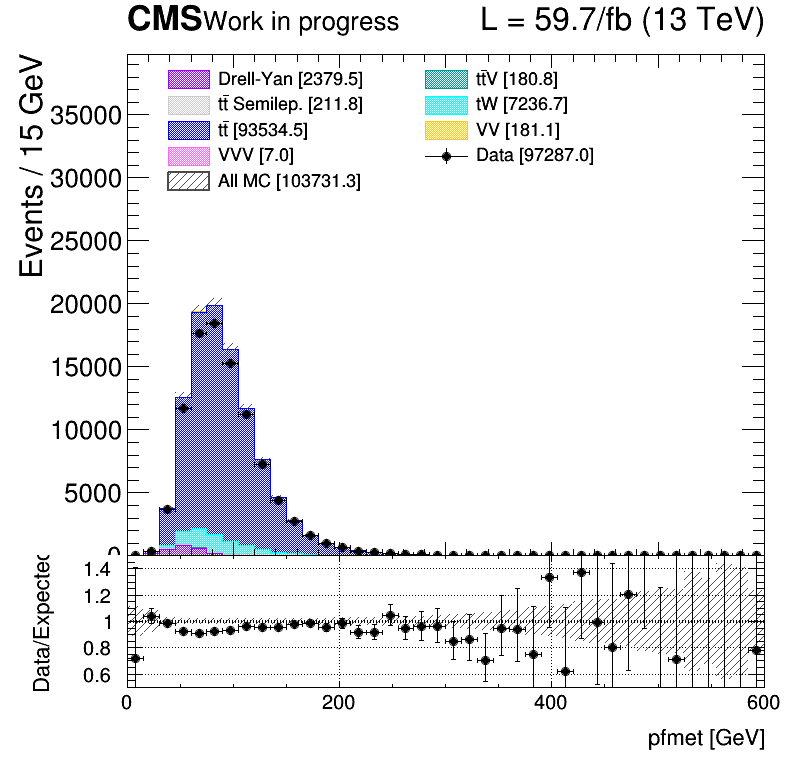 CMS Work in progress L = 59.7/fb (13 TeV)
Events / 15 GeV
Drell-Yan [2379.5]
tt̄ Semilep. [211.8]
tt̄ [93534.5]
VVV [7.0]
All MC [103731.3]
tt̄V [180.8]
tW [7236.7]
VV [181.1]
Data [97287.0]
35000
30000
25000
20000
15000
10000
5000
0
Data/Expected
1.4
1.2
1
0.8
0.6
0 200 400 600
pfmet [GeV]